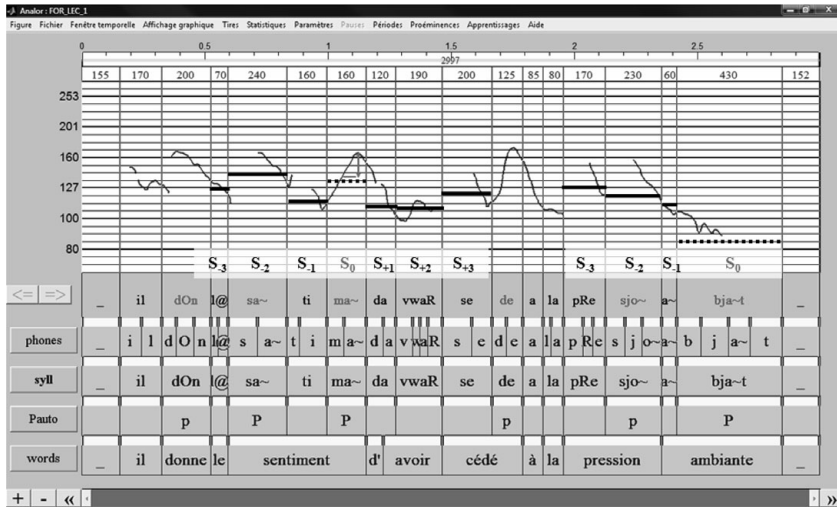 Analor : FOR_LEC_1
Figure Fichier Fenêtre temporelle Affichage graphique Tires Statistiques Paramètres Pauses Périodes Proéminences Apprentissages Aide
0 0.5 1 1.5 2 2.5
2997
155 170 200 70 240 160 160 120 190 200 125 85 80 170 230 60 430 152
253
201
160
127
100
80
S-3 S-2 S-1 S0 S+1 S+2 S+3 S-3 S-2 S-1 S0
<= => _ il dOn l@ sa~ ti ma~ da vwaR se de a la pRe sjo~ a~ bja~t _
phones _ i l d O n l@ s a~ t i m a~ d a v w a R s e d e a l a p R e s j o~ a~ b j a~ t _
syll _ il dOn l@ sa~ ti ma~ da vwaR se de a la pRe sjo~ a~ bja~t _
Pauto p P P p p P
words _ il donne le sentiment d' avoir cédé à la pression ambiante _
+ - « »